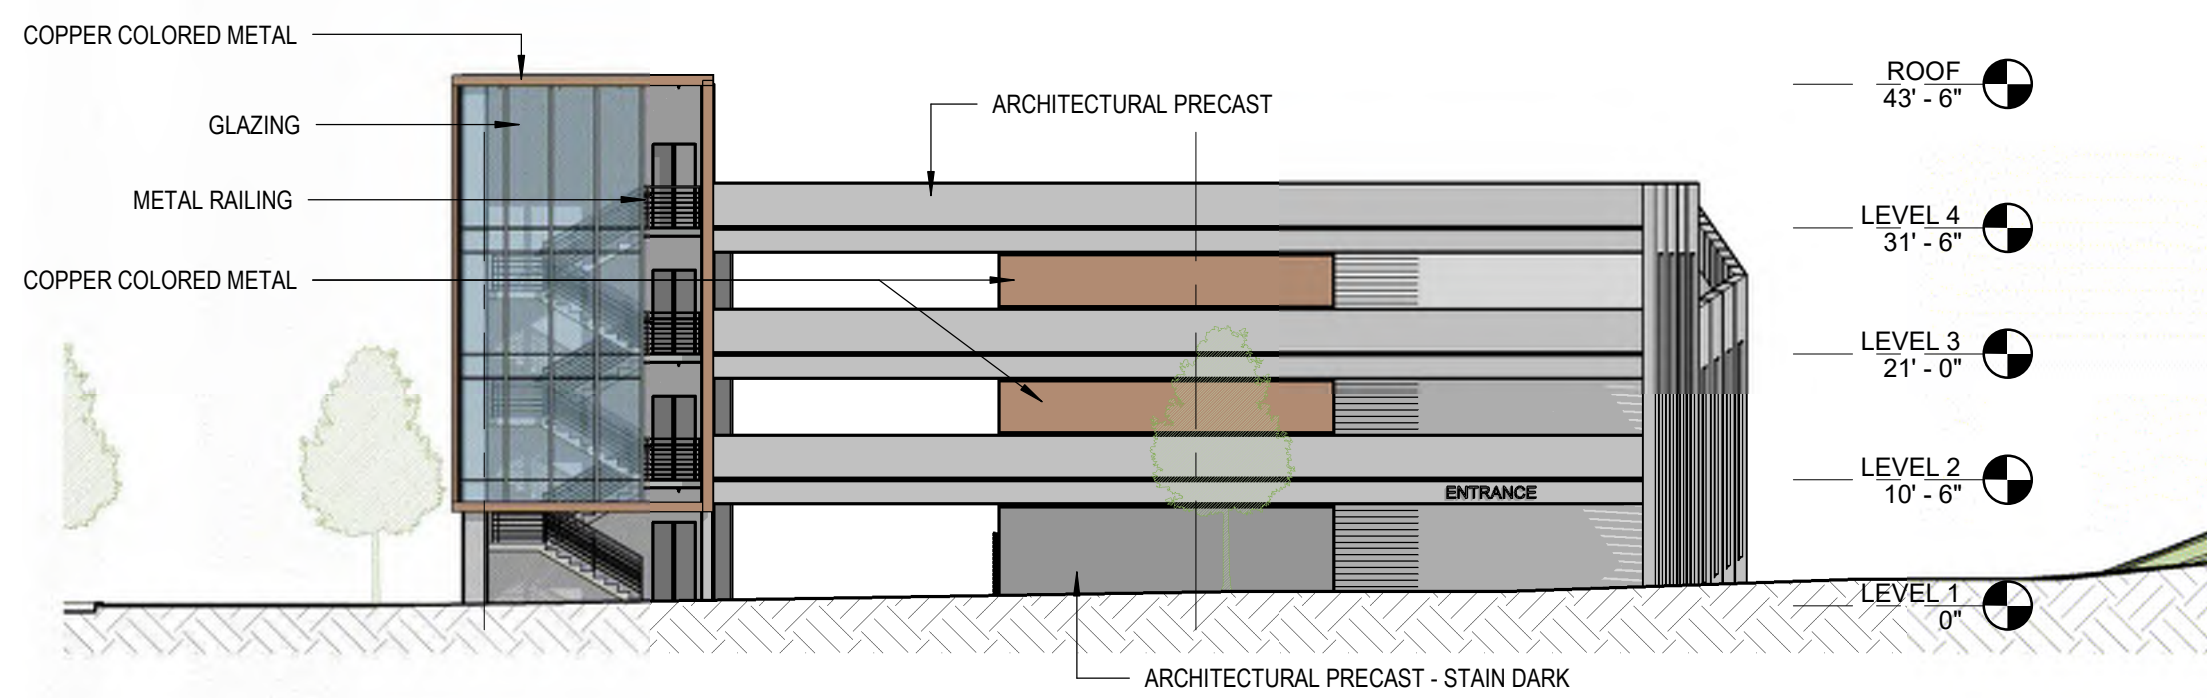 COPPER COLORED METAL
GLAZING
METAL RAILING
COPPER COLORED METAL
ARCHITECTURAL PRECAST
ENTRANCE
ARCHITECTURAL PRECAST - STAIN DARK
ROOF
43' - 6"
LEVEL 4
31' - 6"
LEVEL 3
21' - 0"
LEVEL 2
10' - 6"
LEVEL 1
0"